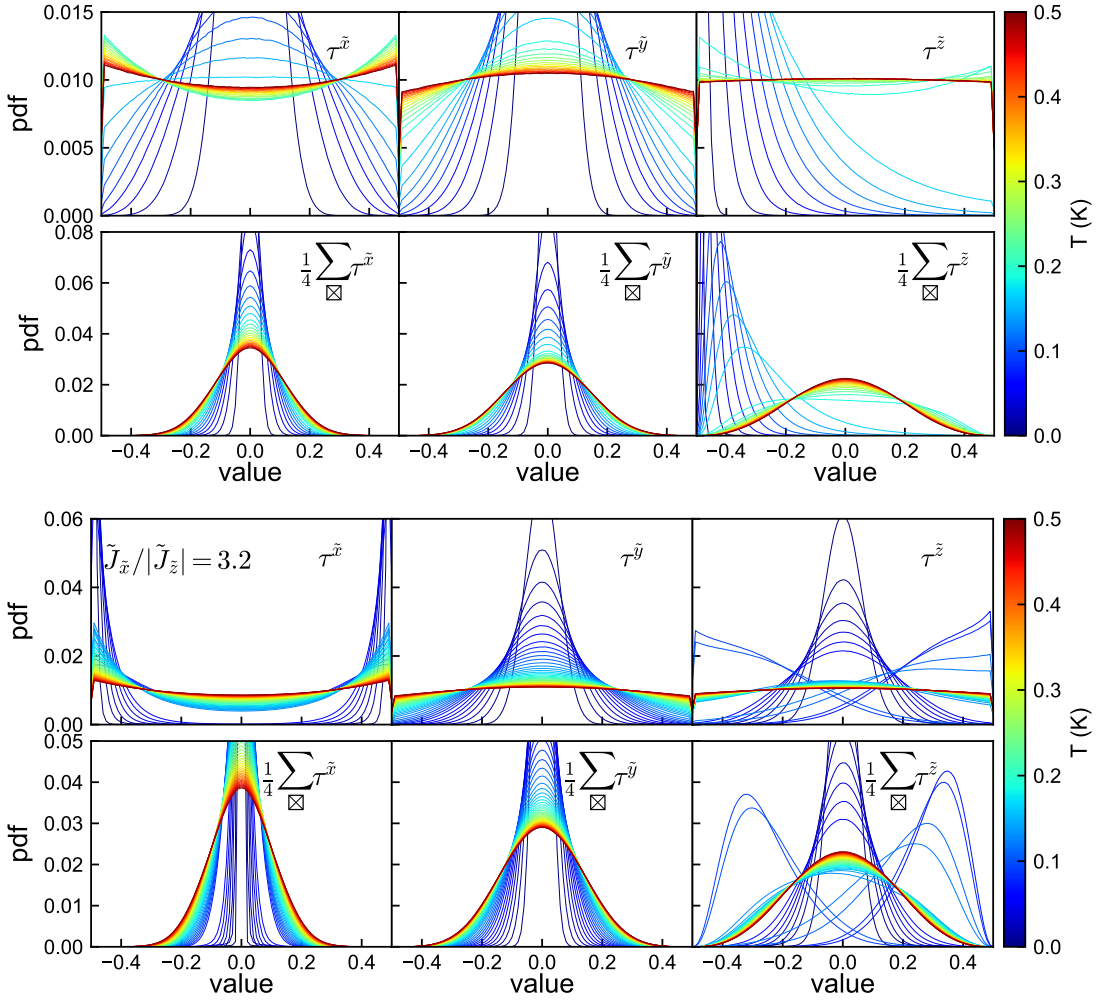 0.015
0.010
0.005
0.000
pdf
τ^x̃
τ^ỹ
τ^z̃
0.08
0.06
0.04
0.02
0.00
pdf
1/4 ∑_⊠ τ^x̃
1/4 ∑_⊠ τ^ỹ
1/4 ∑_⊠ τ^z̃
−0.4 −0.2 0.0 0.2 0.4
−0.4 −0.2 0.0 0.2 0.4
−0.4 −0.2 0.0 0.2 0.4
value
value
value
0.5
0.4
0.3
0.2
0.1
0.0
T (K)
0.06
0.04
0.02
0.00
pdf
J̃_x̃/|J̃_z̃| = 3.2
τ^x̃
τ^ỹ
τ^z̃
0.05
0.04
0.03
0.02
0.01
0.00
pdf
1/4 ∑_⊠ τ^x̃
1/4 ∑_⊠ τ^ỹ
1/4 ∑_⊠ τ^z̃
−0.4 −0.2 0.0 0.2 0.4
−0.4 −0.2 0.0 0.2 0.4
−0.4 −0.2 0.0 0.2 0.4
value
value
value
0.5
0.4
0.3
0.2
0.1
0.0
T (K)